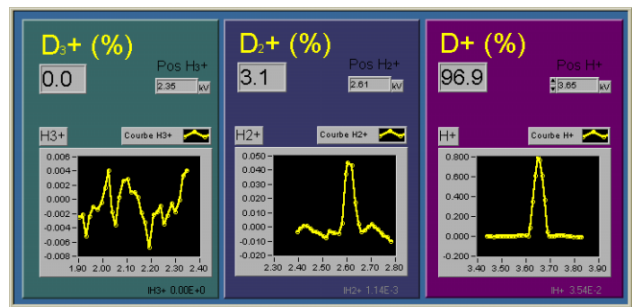 D₃+ (%)
Pos H₃+
0.0
2.35 kV
H3+
Courbe H3+
0.006
0.004
0.002
0.000
-0.002
-0.004
-0.006
-0.008
1.90 2.00 2.10 2.20 2.30 2.40
IH3+ 0.00E+0
D₂+ (%)
Pos H₂+
3.1
2.61 kV
H2+
Courbe H2+
0.050
0.040
0.030
0.020
0.010
0.000
-0.010
-0.020
2.30 2.40 2.50 2.60 2.70 2.80
IH2+ 1.14E-3
D+ (%)
Pos H+
96.9
3.65 kV
H+
Courbe H+
0.800
0.600
0.400
0.200
0.000
-0.200
3.40 3.50 3.60 3.70 3.80 3.90
IH+ 3.54E-2